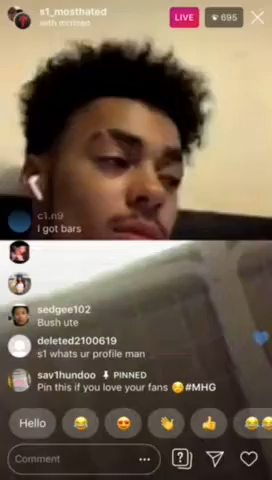 s1_mosthated
LIVE
695
with mrminxo
c1.n9
I got bars
sedgee102
Bush ute
deleted2100619
s1 whats ur profile man
sav1hundoo PINNED
Pin this if you love your fans 😏#MHG
Hello
Comment